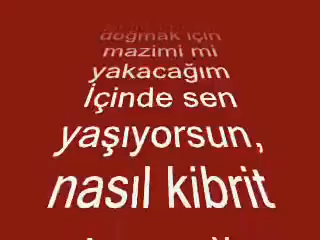 doğmak için
mazimi mi
yakacağım
İçinde sen
yaşıyorsun,
nasıl kibrit